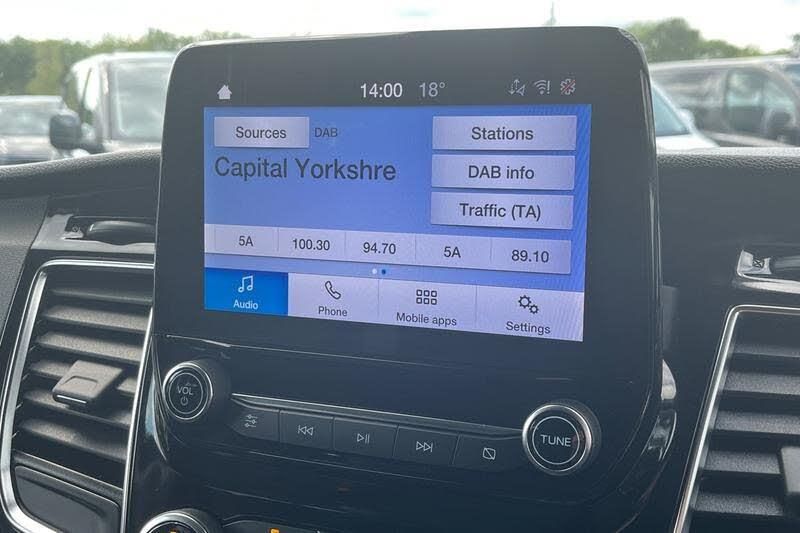 14:00 18°
Sources DAB Stations
Capital Yorkshire DAB info
Traffic (TA)
5A 100.30 94.70 5A 89.10
Audio Phone Mobile apps Settings
VOL TUNE